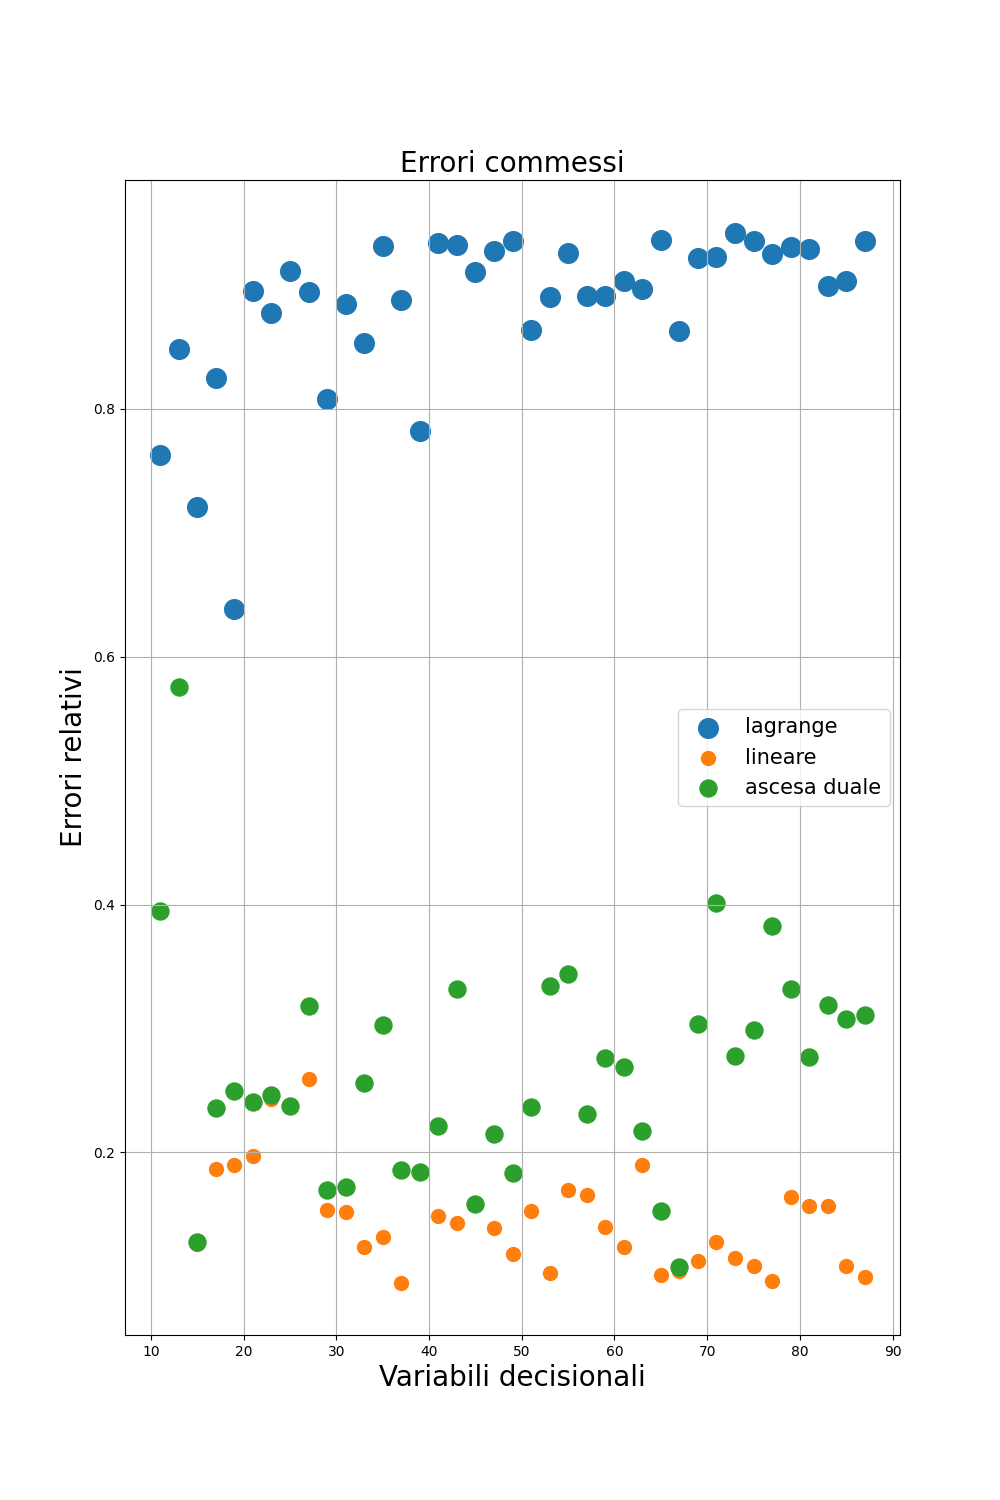 Errori commessi
Errori relativi
0.8
0.6
0.4
0.2
lagrange
lineare
ascesa duale
10 20 30 40 50 60 70 80 90
Variabili decisionali